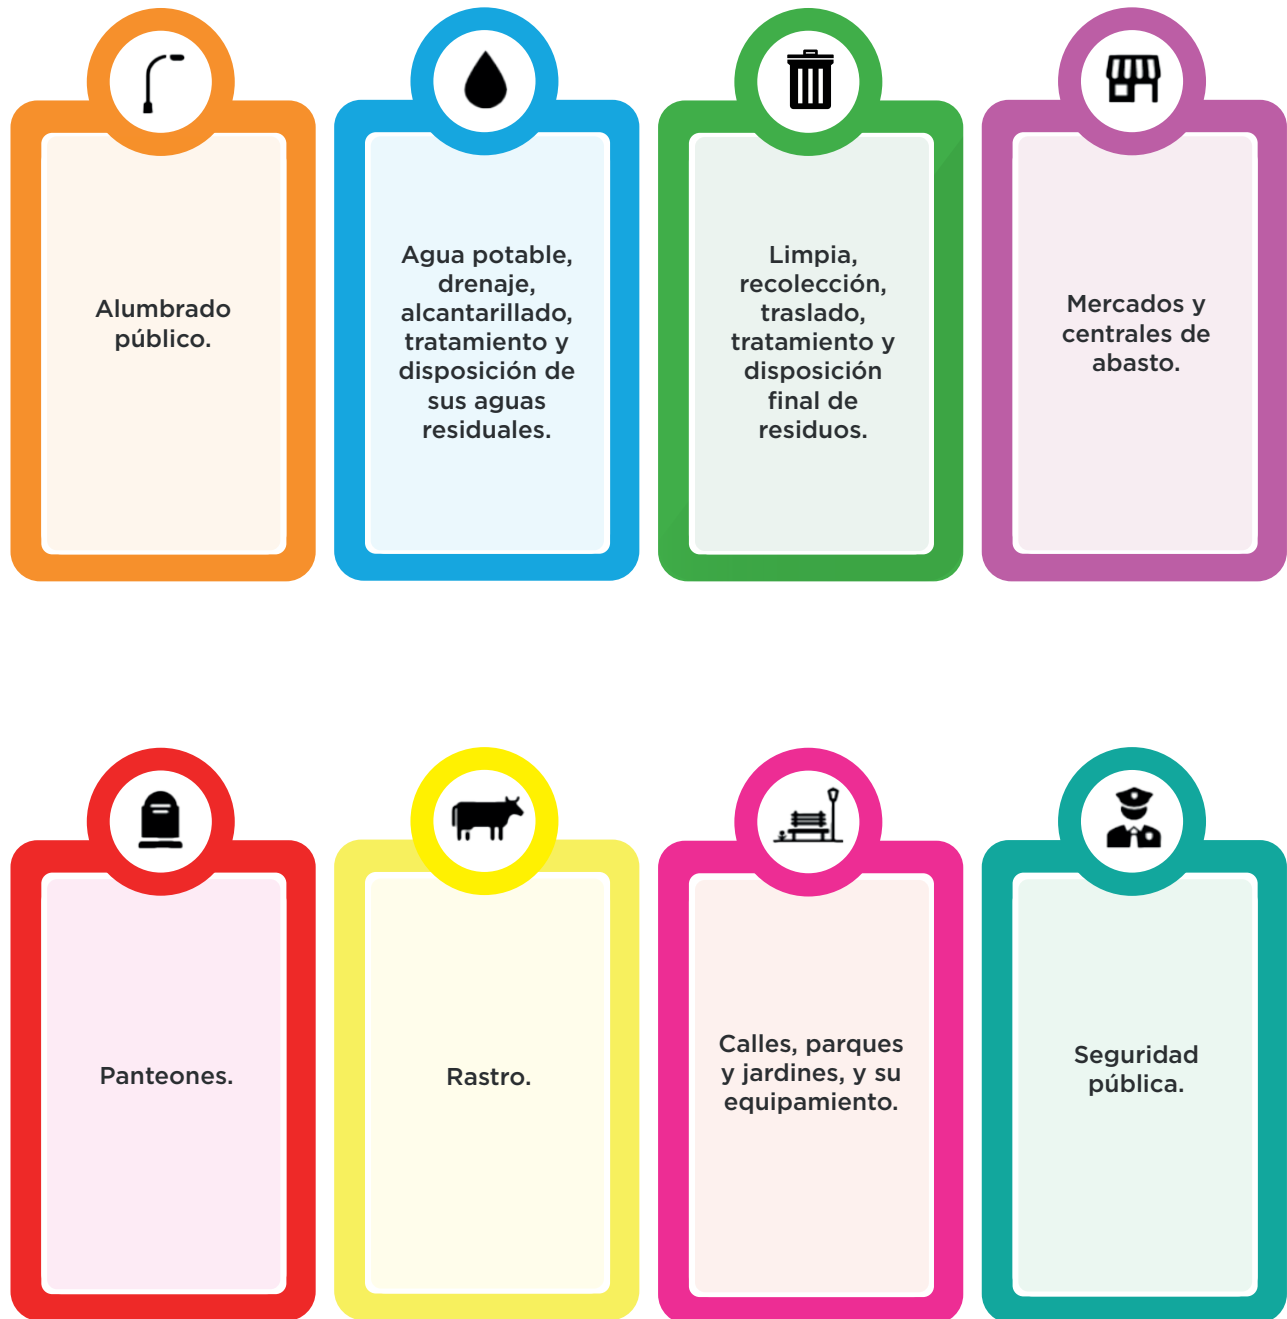 Alumbrado
público.
Agua potable,
drenaje,
alcantarillado,
tratamiento y
disposición de
sus aguas
residuales.
Limpia,
recolección,
traslado,
tratamiento y
disposición
final de
residuos.
Mercados y
centrales de
abasto.
Panteones.
Rastro.
Calles, parques
y jardines, y su
equipamiento.
Seguridad
pública.